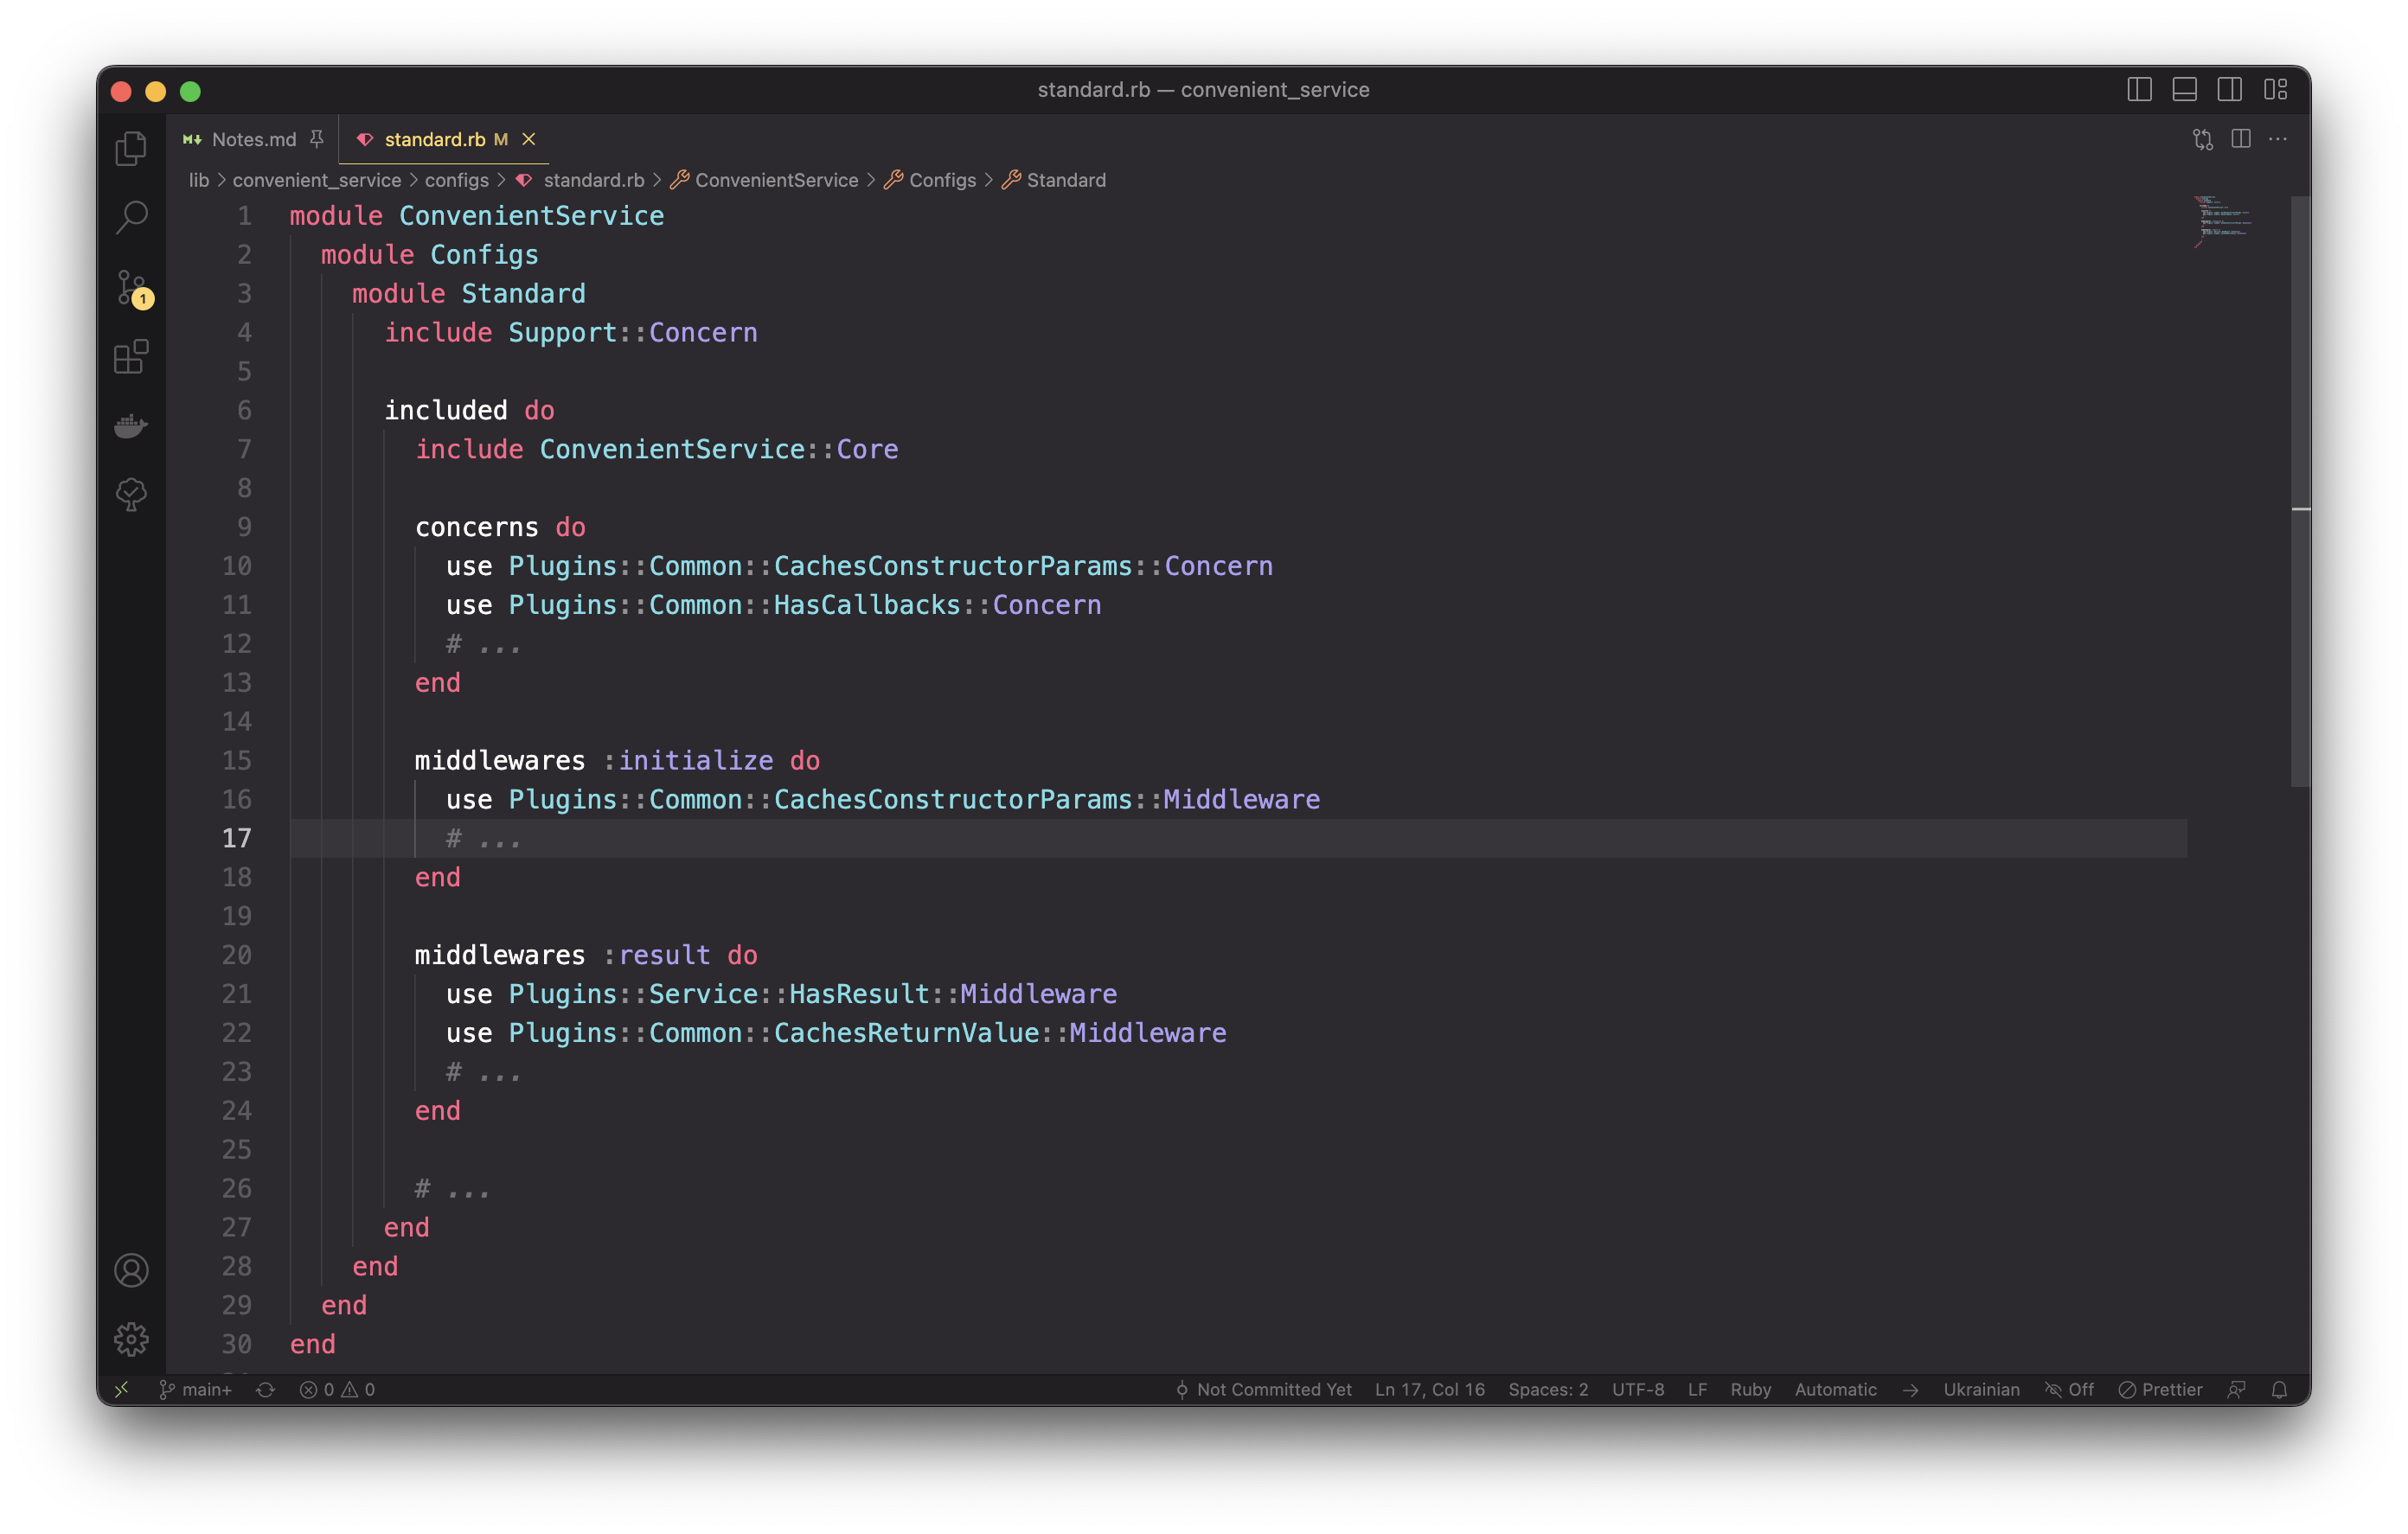 standard.rb — convenient_service
Notes.md standard.rb M
lib > convenient_service > configs > standard.rb > ConvenientService > Configs > Standard
1 module ConvenientService
2 module Configs
3 module Standard
4 include Support::Concern
5
6 included do
7 include ConvenientService::Core
8
9 concerns do
10 use Plugins::Common::CachesConstructorParams::Concern
11 use Plugins::Common::HasCallbacks::Concern
12 # ...
13 end
14
15 middlewares :initialize do
16 use Plugins::Common::CachesConstructorParams::Middleware
17 # ...
18 end
19
20 middlewares :result do
21 use Plugins::Service::HasResult::Middleware
22 use Plugins::Common::CachesReturnValue::Middleware
23 # ...
24 end
25
26 # ...
27 end
28 end
29 end
30 end
1
main+ 0 0 Not Committed Yet Ln 17, Col 16 Spaces: 2 UTF-8 LF Ruby Automatic → Ukrainian Off Prettier